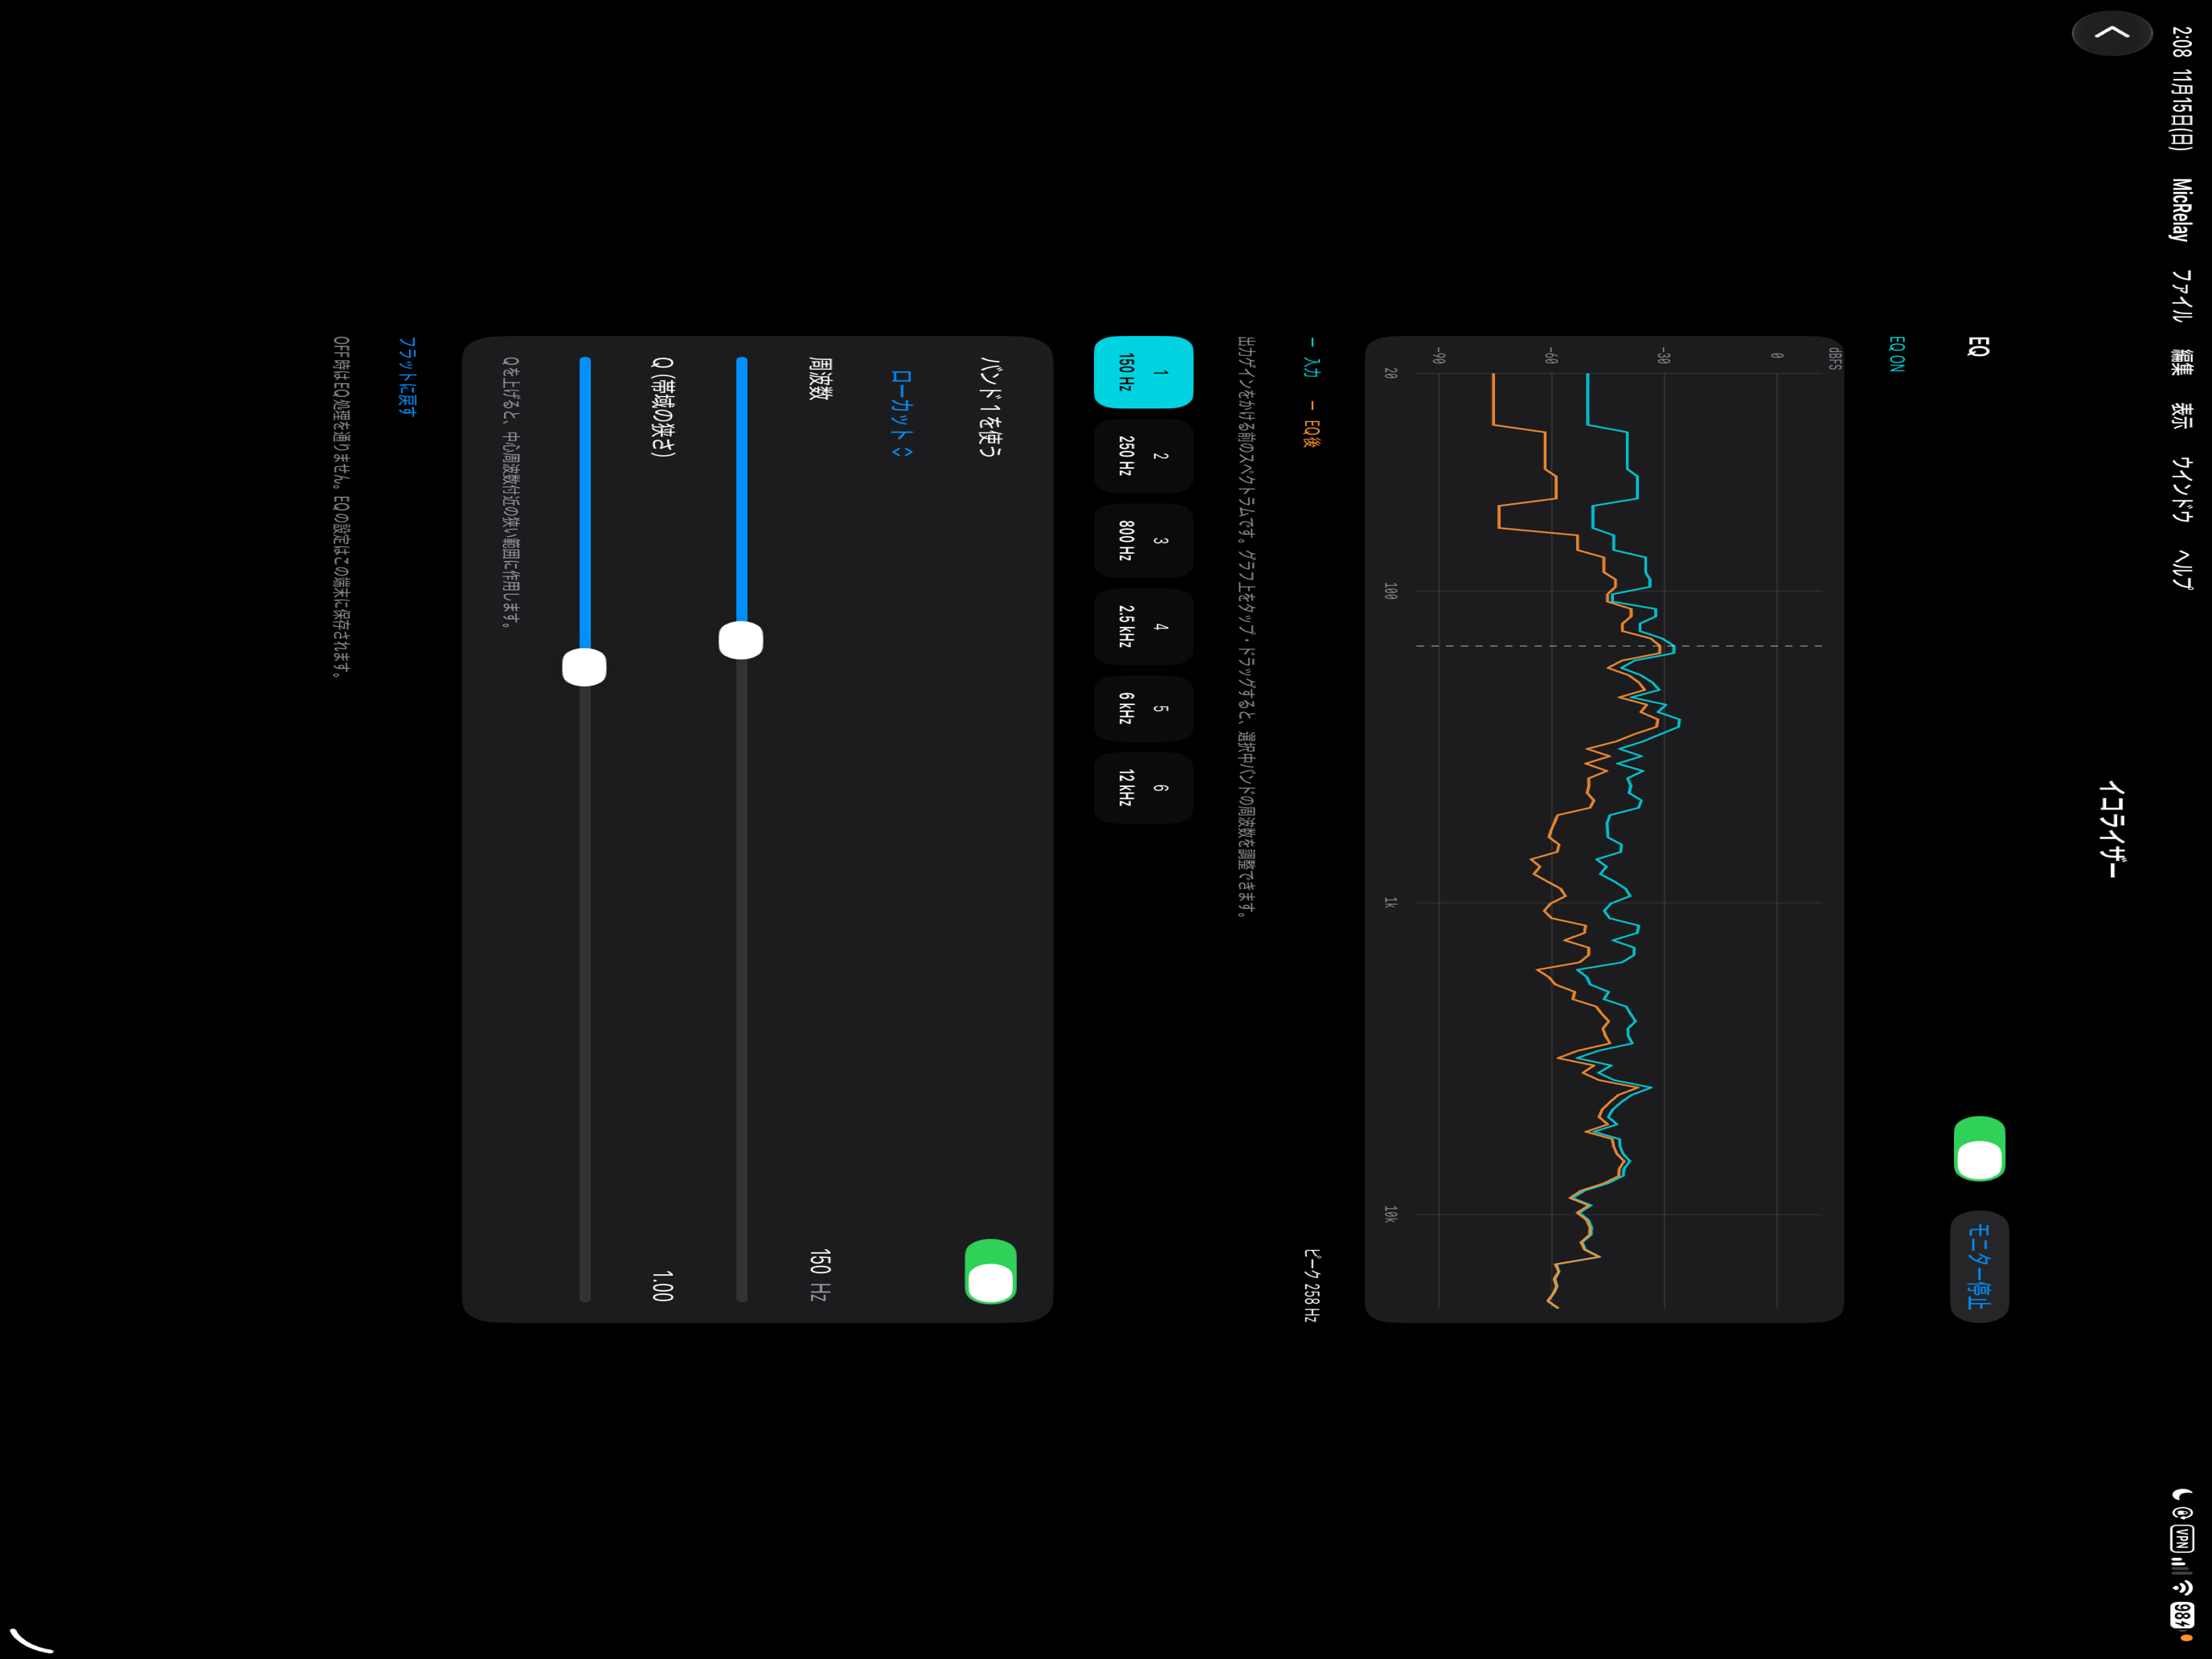 2:08 11月15日(日) MicRelay ファイル 編集 表示 ウインドウ ヘルプ
VPN 98
イコライザー
EQ モニター停止
EQ ON
dBFS
0
-30
-60
-90
20 100 1k 10k
入力 EQ後 ピーク 258 Hz
出力ゲインをかける前のスペクトラムです。グラフ上をタップ・ドラッグすると、選択中バンドの周波数を調整できます。
1 2 3 4 5 6
150 Hz 250 Hz 800 Hz 2.5 kHz 6 kHz 12 kHz
バンド 1 を使う
ローカット
周波数 150 Hz
Q（帯域の狭さ） 1.00
Q を上げると、中心周波数付近の狭い範囲に作用します。
フラットに戻す
OFF時はEQ処理を通りません。EQの設定はこの端末に保存されます。